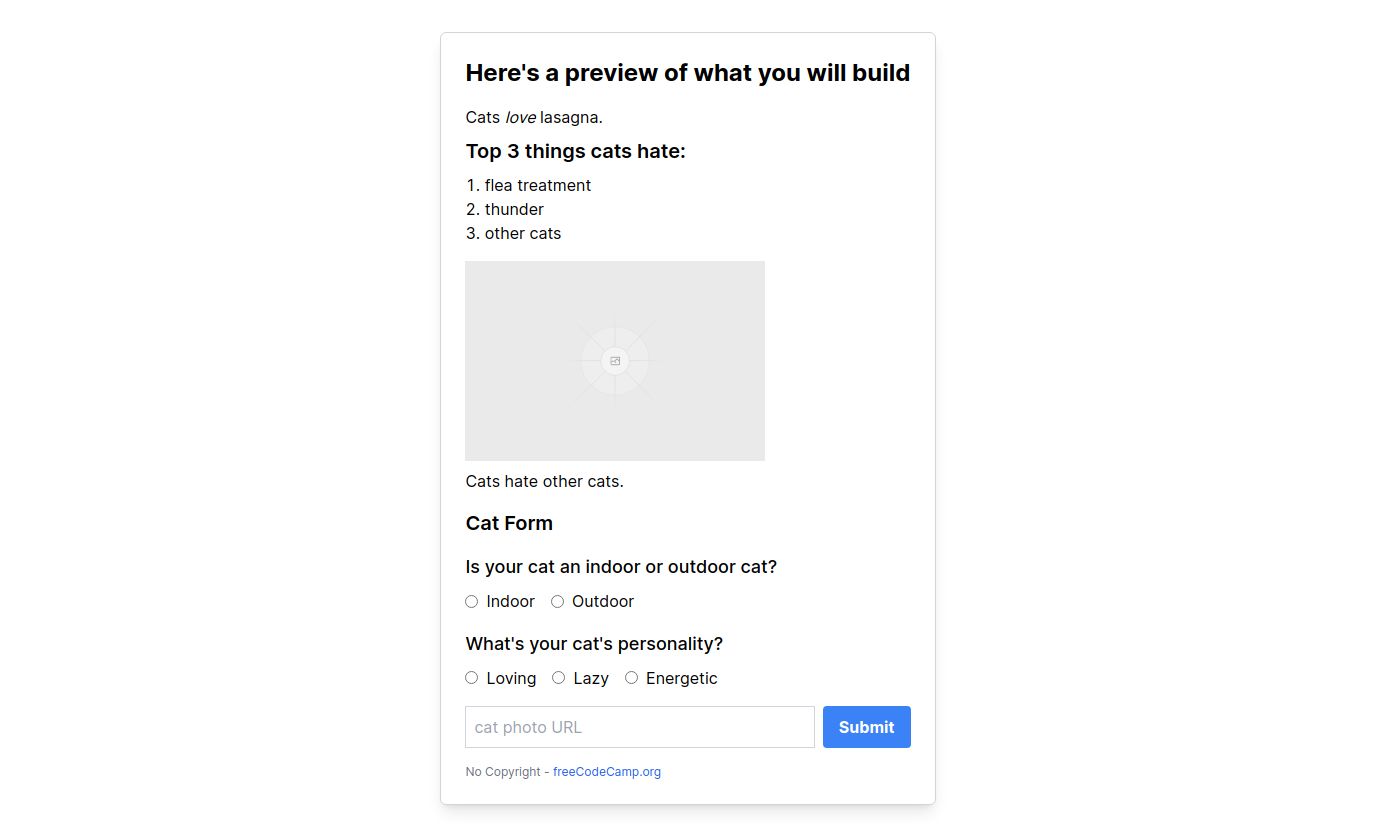 Here's a preview of what you will build
Cats love lasagna.
Top 3 things cats hate:
1. flea treatment
2. thunder
3. other cats
Cats hate other cats.
Cat Form
Is your cat an indoor or outdoor cat?
Indoor Outdoor
What's your cat's personality?
Loving Lazy Energetic
cat photo URL Submit
No Copyright - freeCodeCamp.org